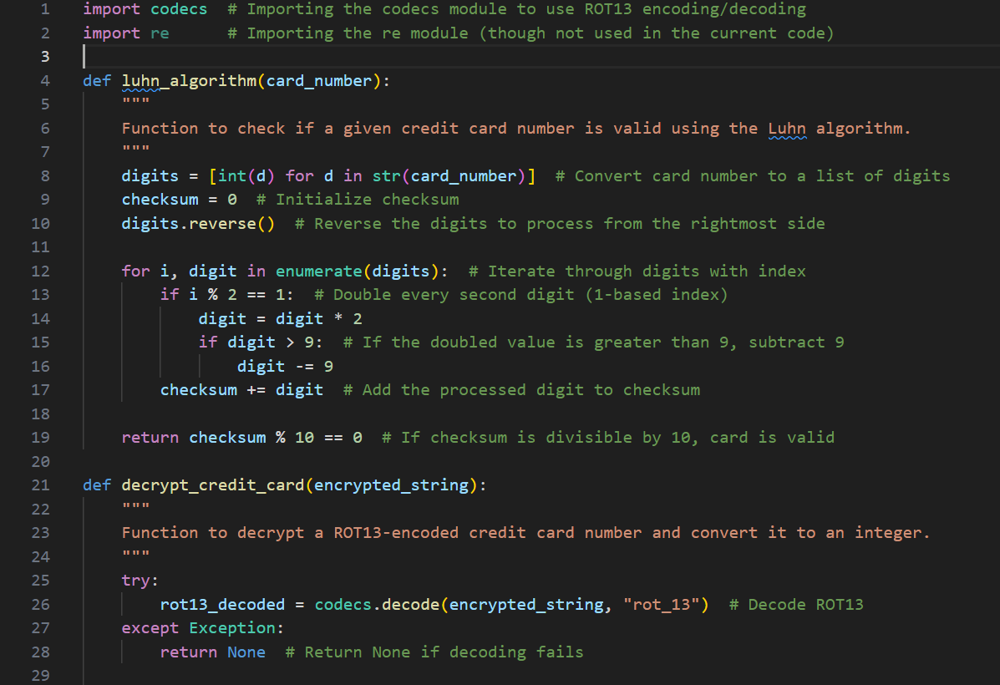 1 import codecs  # Importing the codecs module to use ROT13 encoding/decoding
2 import re      # Importing the re module (though not used in the current code)
3
4 def luhn_algorithm(card_number):
5     """
6     Function to check if a given credit card number is valid using the Luhn algorithm.
7     """
8     digits = [int(d) for d in str(card_number)]  # Convert card number to a list of digits
9     checksum = 0  # Initialize checksum
10     digits.reverse()  # Reverse the digits to process from the rightmost side
11
12     for i, digit in enumerate(digits):  # Iterate through digits with index
13         if i % 2 == 1:  # Double every second digit (1-based index)
14             digit = digit * 2
15             if digit > 9:  # If the doubled value is greater than 9, subtract 9
16                 digit -= 9
17         checksum += digit  # Add the processed digit to checksum
18
19     return checksum % 10 == 0  # If checksum is divisible by 10, card is valid
20
21 def decrypt_credit_card(encrypted_string):
22     """
23     Function to decrypt a ROT13-encoded credit card number and convert it to an integer.
24     """
25     try:
26         rot13_decoded = codecs.decode(encrypted_string, "rot_13")  # Decode ROT13
27     except Exception:
28         return None  # Return None if decoding fails
29